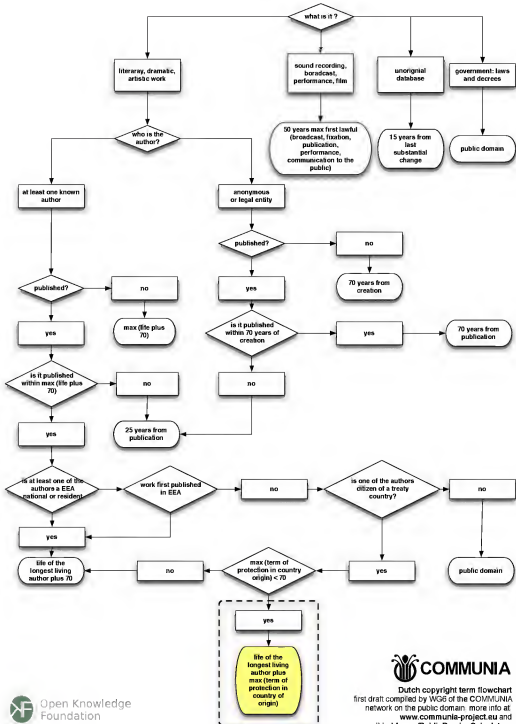 what is it ?
literaray, dramatic,
artistic work
sound recording,
boradcast,
performance, film
unorignial
database
government: laws
and decrees
who is the
author?
50 years max first lawful
(broadcast, fixation,
publication,
performance,
communication to the
public)
15 years from
last
substantial
change
public domain
at least one known
author
anonymous
or legal entity
published?
no
published?
no
yes
70 years from
creation
yes
max (life plus
70)
is it published
within 70 years of
creation
yes
70 years from
publication
is it published
within max (life plus
70)
no
no
yes
25 years from
publication
is at least one of the
authors a EEA
national or resident
work first published
in EEA
no
is one of the authors
citizen of a treaty
country?
no
yes
life of the
longest living
author plus 70
no
max (term of
protection in country
origin) < 70
yes
public domain
yes
life of the
longest living
author plus
max (term of
protection in
country of
origin)
COMMUNIA
Dutch copyright term flowchart
first draft compiled by WG6 of the COMMUNIA
network on the public domain. more info at
www.communia-project.eu and
Open Knowledge
Foundation